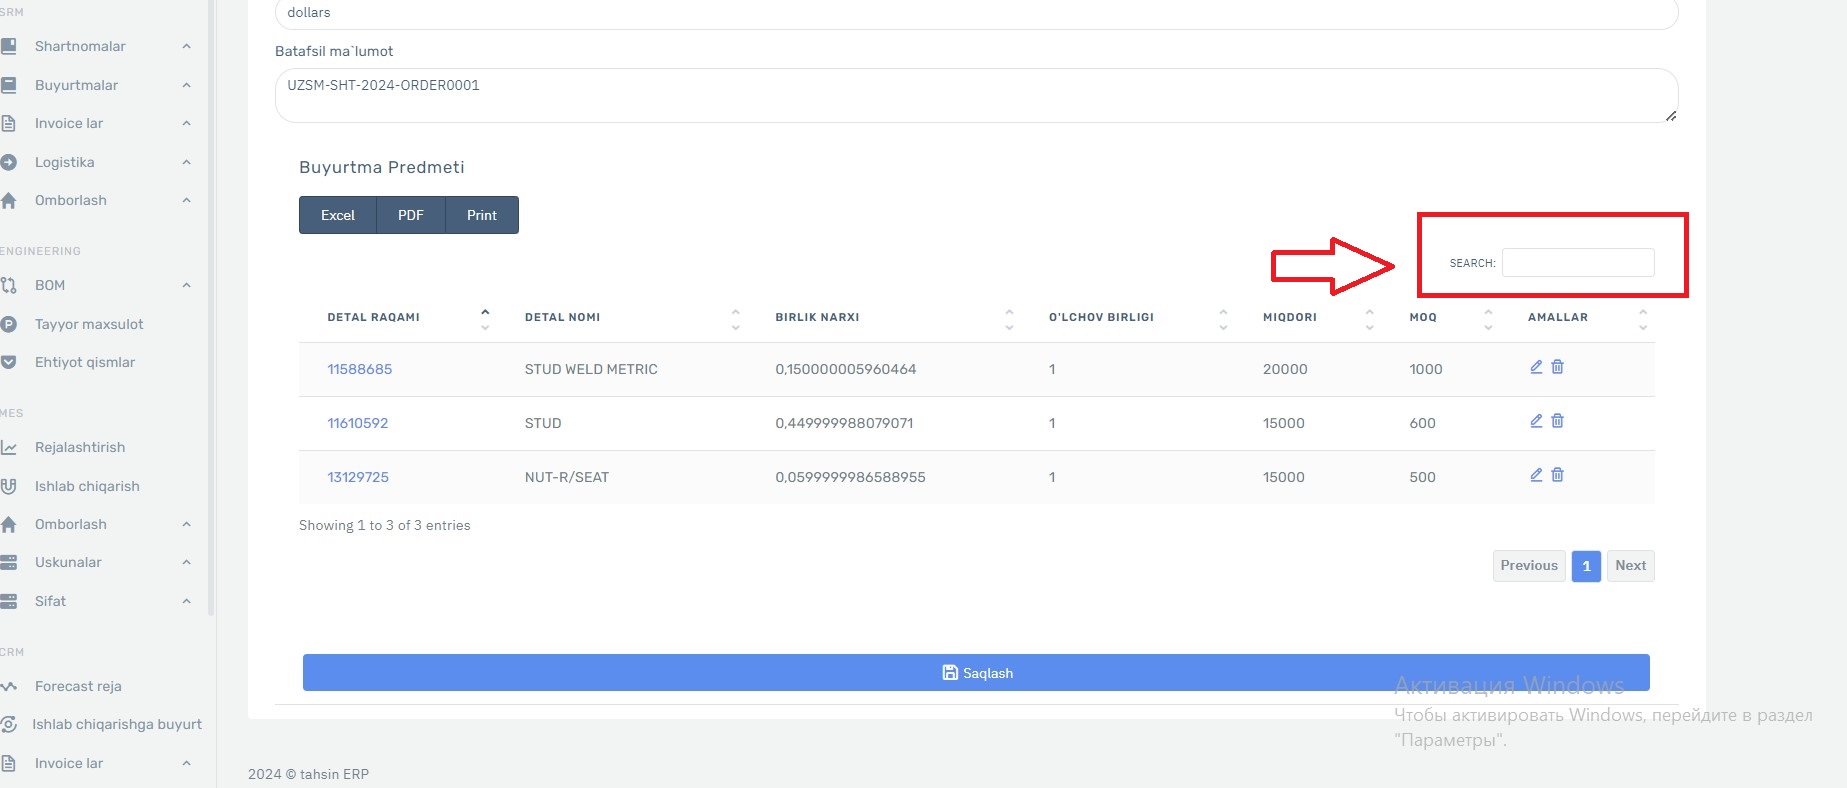 SRM
Shartnomalar
Buyurtmalar
Invoice lar
Logistika
Omborlash
ENGINEERING
BOM
Tayyor maxsulot
Ehtiyot qismlar
MES
Rejalashtirish
Ishlab chiqarish
Omborlash
Uskunalar
Sifat
CRM
Forecast reja
Ishlab chiqarishga buyurt
Invoice lar
dollars
Batafsil ma`lumot
UZSM-SHT-2024-ORDER0001
Buyurtma Predmeti
Excel PDF Print
SEARCH:
DETAL RAQAMI DETAL NOMI BIRLIK NARXI O'LCHOV BIRLIGI MIQDORI MOQ AMALLAR
11588685 STUD WELD METRIC 0,150000005960464 1 20000 1000
11610592 STUD 0,449999988079071 1 15000 600
13129725 NUT-R/SEAT 0,0599999986588955 1 15000 500
Showing 1 to 3 of 3 entries
Previous 1 Next
Saqlash
Активация Windows
Чтобы активировать Windows, перейдите в раздел
"Параметры".
2024 © tahsin ERP